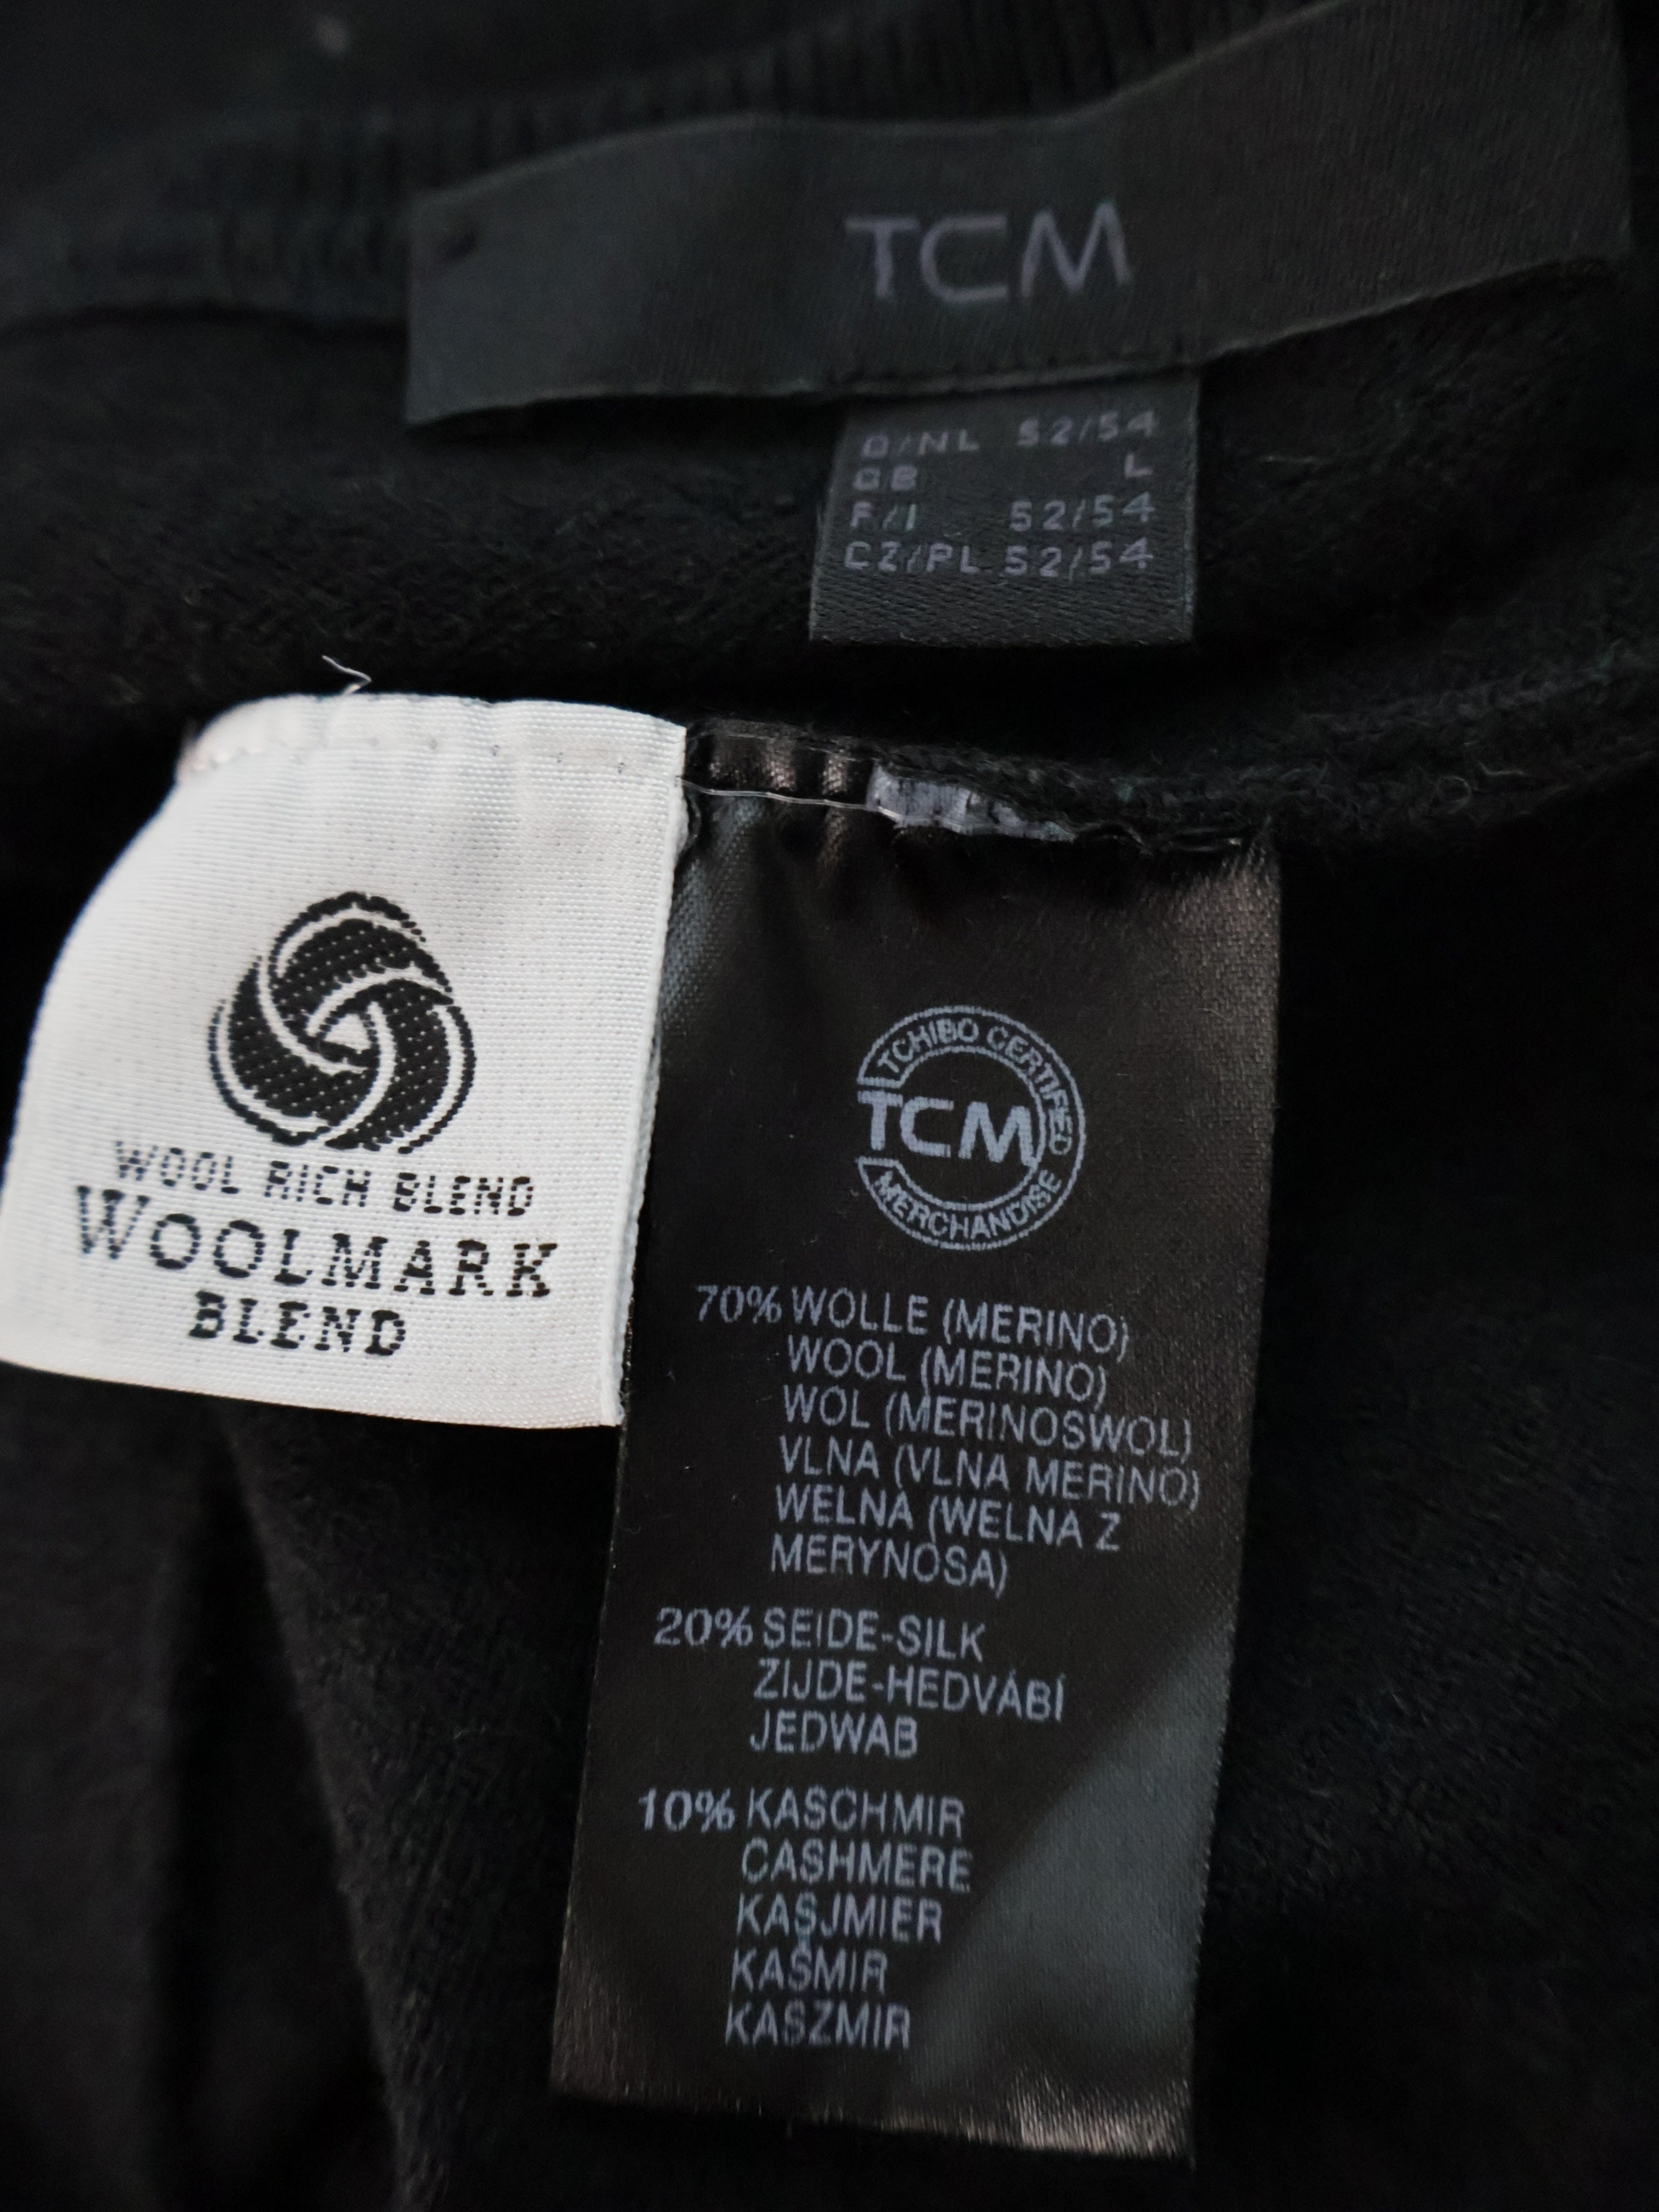 TCM
D/NL 52/54
GB L
F/I 52/54
CZ/PL 52/54
WOOL RICH BLEND
WOOLMARK
BLEND
TCHIBO CERTIFIED
TCM
MERCHANDISE
70% WOLLE (MERINO)
WOOL (MERINO)
WOL (MERINOSWOL)
VLNA (VLNA MERINO)
WELNA (WELNA Z
MERYNOSA)
20% SEIDE-SILK
ZIJDE-HEDVÁBÍ
JEDWAB
10% KASCHMIR
CASHMERE
KASJMIER
KAŠMIR
KASZMIR